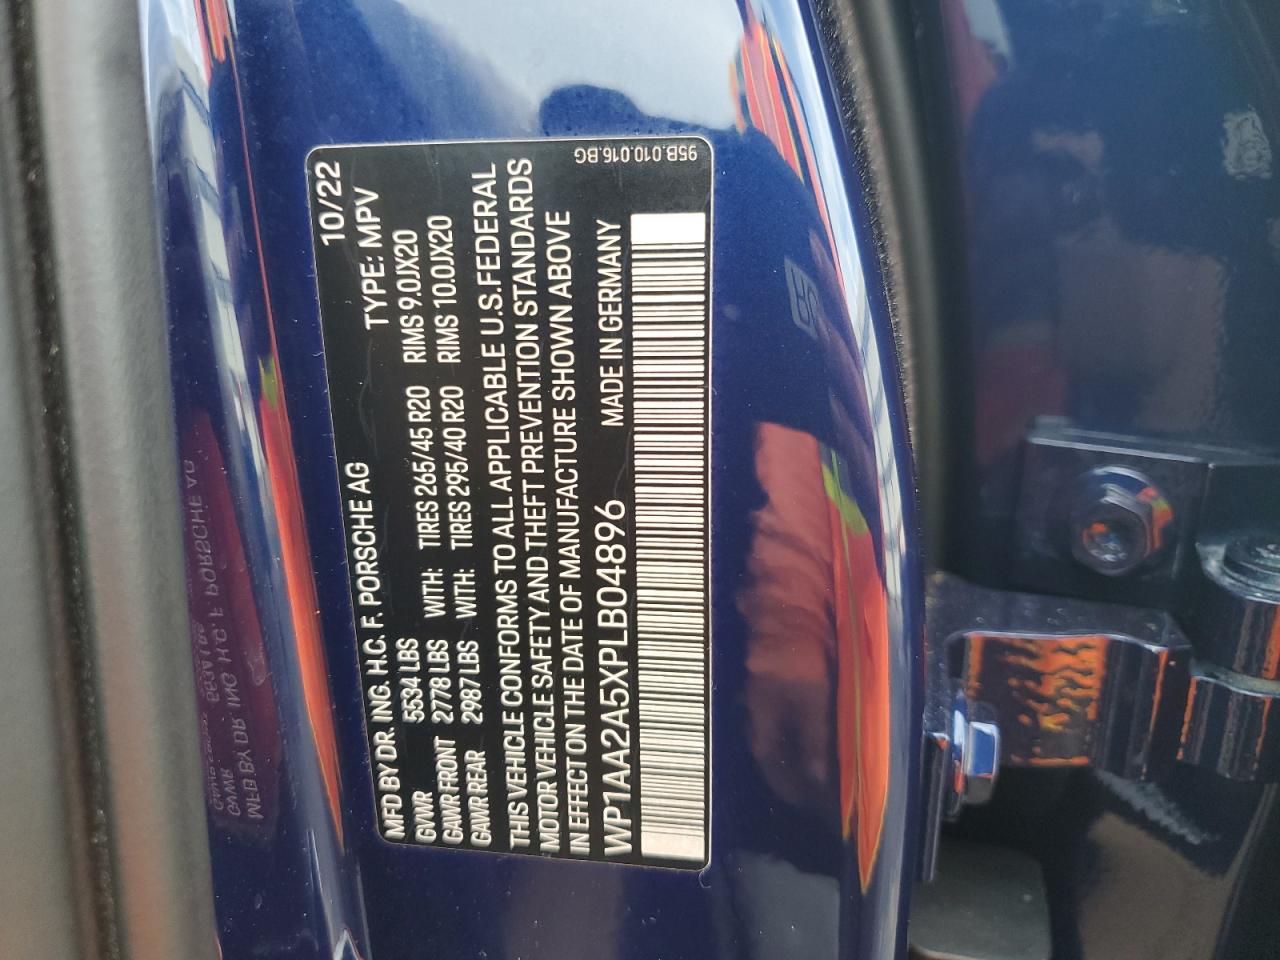 10/22
MFD BY DR. ING. H.C. F. PORSCHE AG TYPE: MPV
GVWR 5534 LBS
GAWR FRONT 2778 LBS WITH: TIRES 265/45 R20 RIMS 9.0JX20
GAWR REAR 2987 LBS WITH: TIRES 295/40 R20 RIMS 10.0JX20
THIS VEHICLE CONFORMS TO ALL APPLICABLE U.S.FEDERAL
MOTOR VEHICLE SAFETY AND THEFT PREVENTION STANDARDS
IN EFFECT ON THE DATE OF MANUFACTURE SHOWN ABOVE
WP1AA2A5XPLB04896 MADE IN GERMANY
95B.010.016.BG